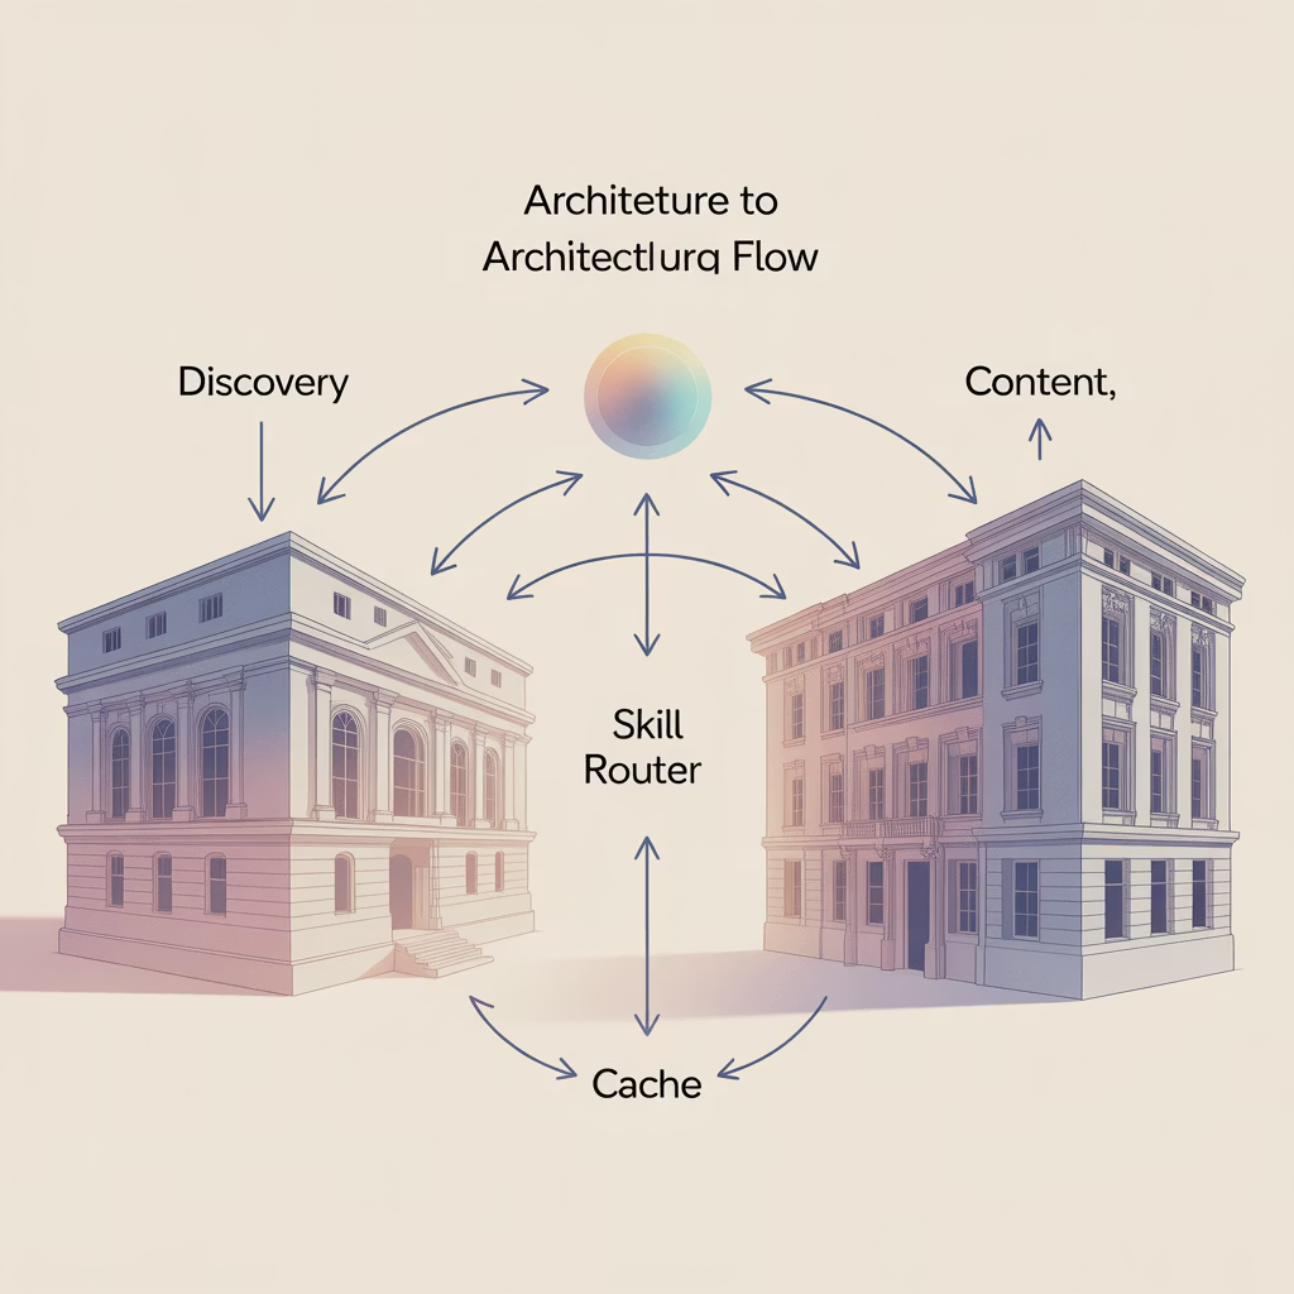 Architeture to
Architectlurq Flow
Discovery
Content,
Skill
Router
Cache